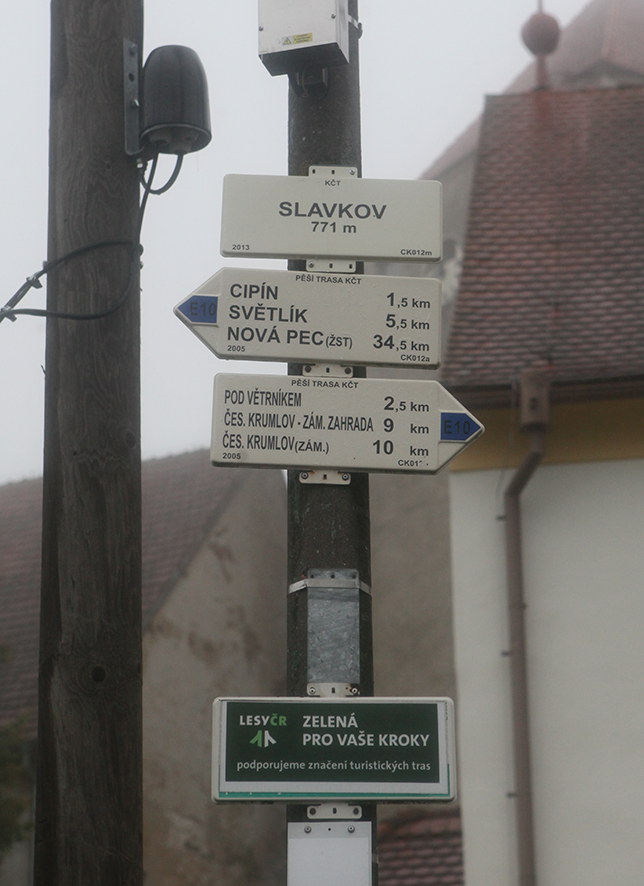 KČT
SLAVKOV
771 m
2013 CK012m
PĚŠÍ TRASA KČT
E10
CIPÍN 1,5 km
SVĚTLÍK 5,5 km
NOVÁ PEC (ŽST) 34,5 km
2005 CK012a
PĚŠÍ TRASA KČT
POD VĚTRNÍKEM 2,5 km
ČES. KRUMLOV - ZÁM. ZAHRADA 9 km
ČES. KRUMLOV (ZÁM.) 10 km
E10
2005
LESYČR
ZELENÁ
PRO VAŠE KROKY
podporujeme značení turistických tras